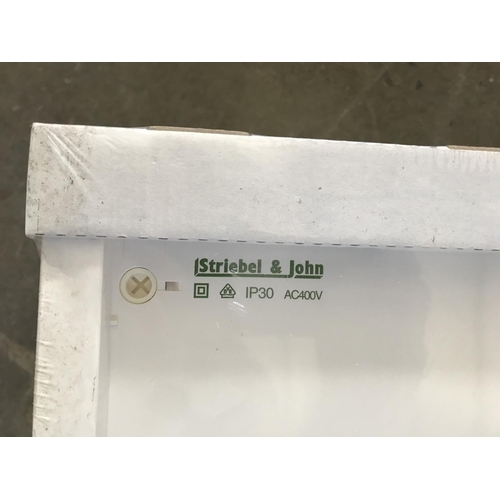 Striebel & John
IP30 AC400V